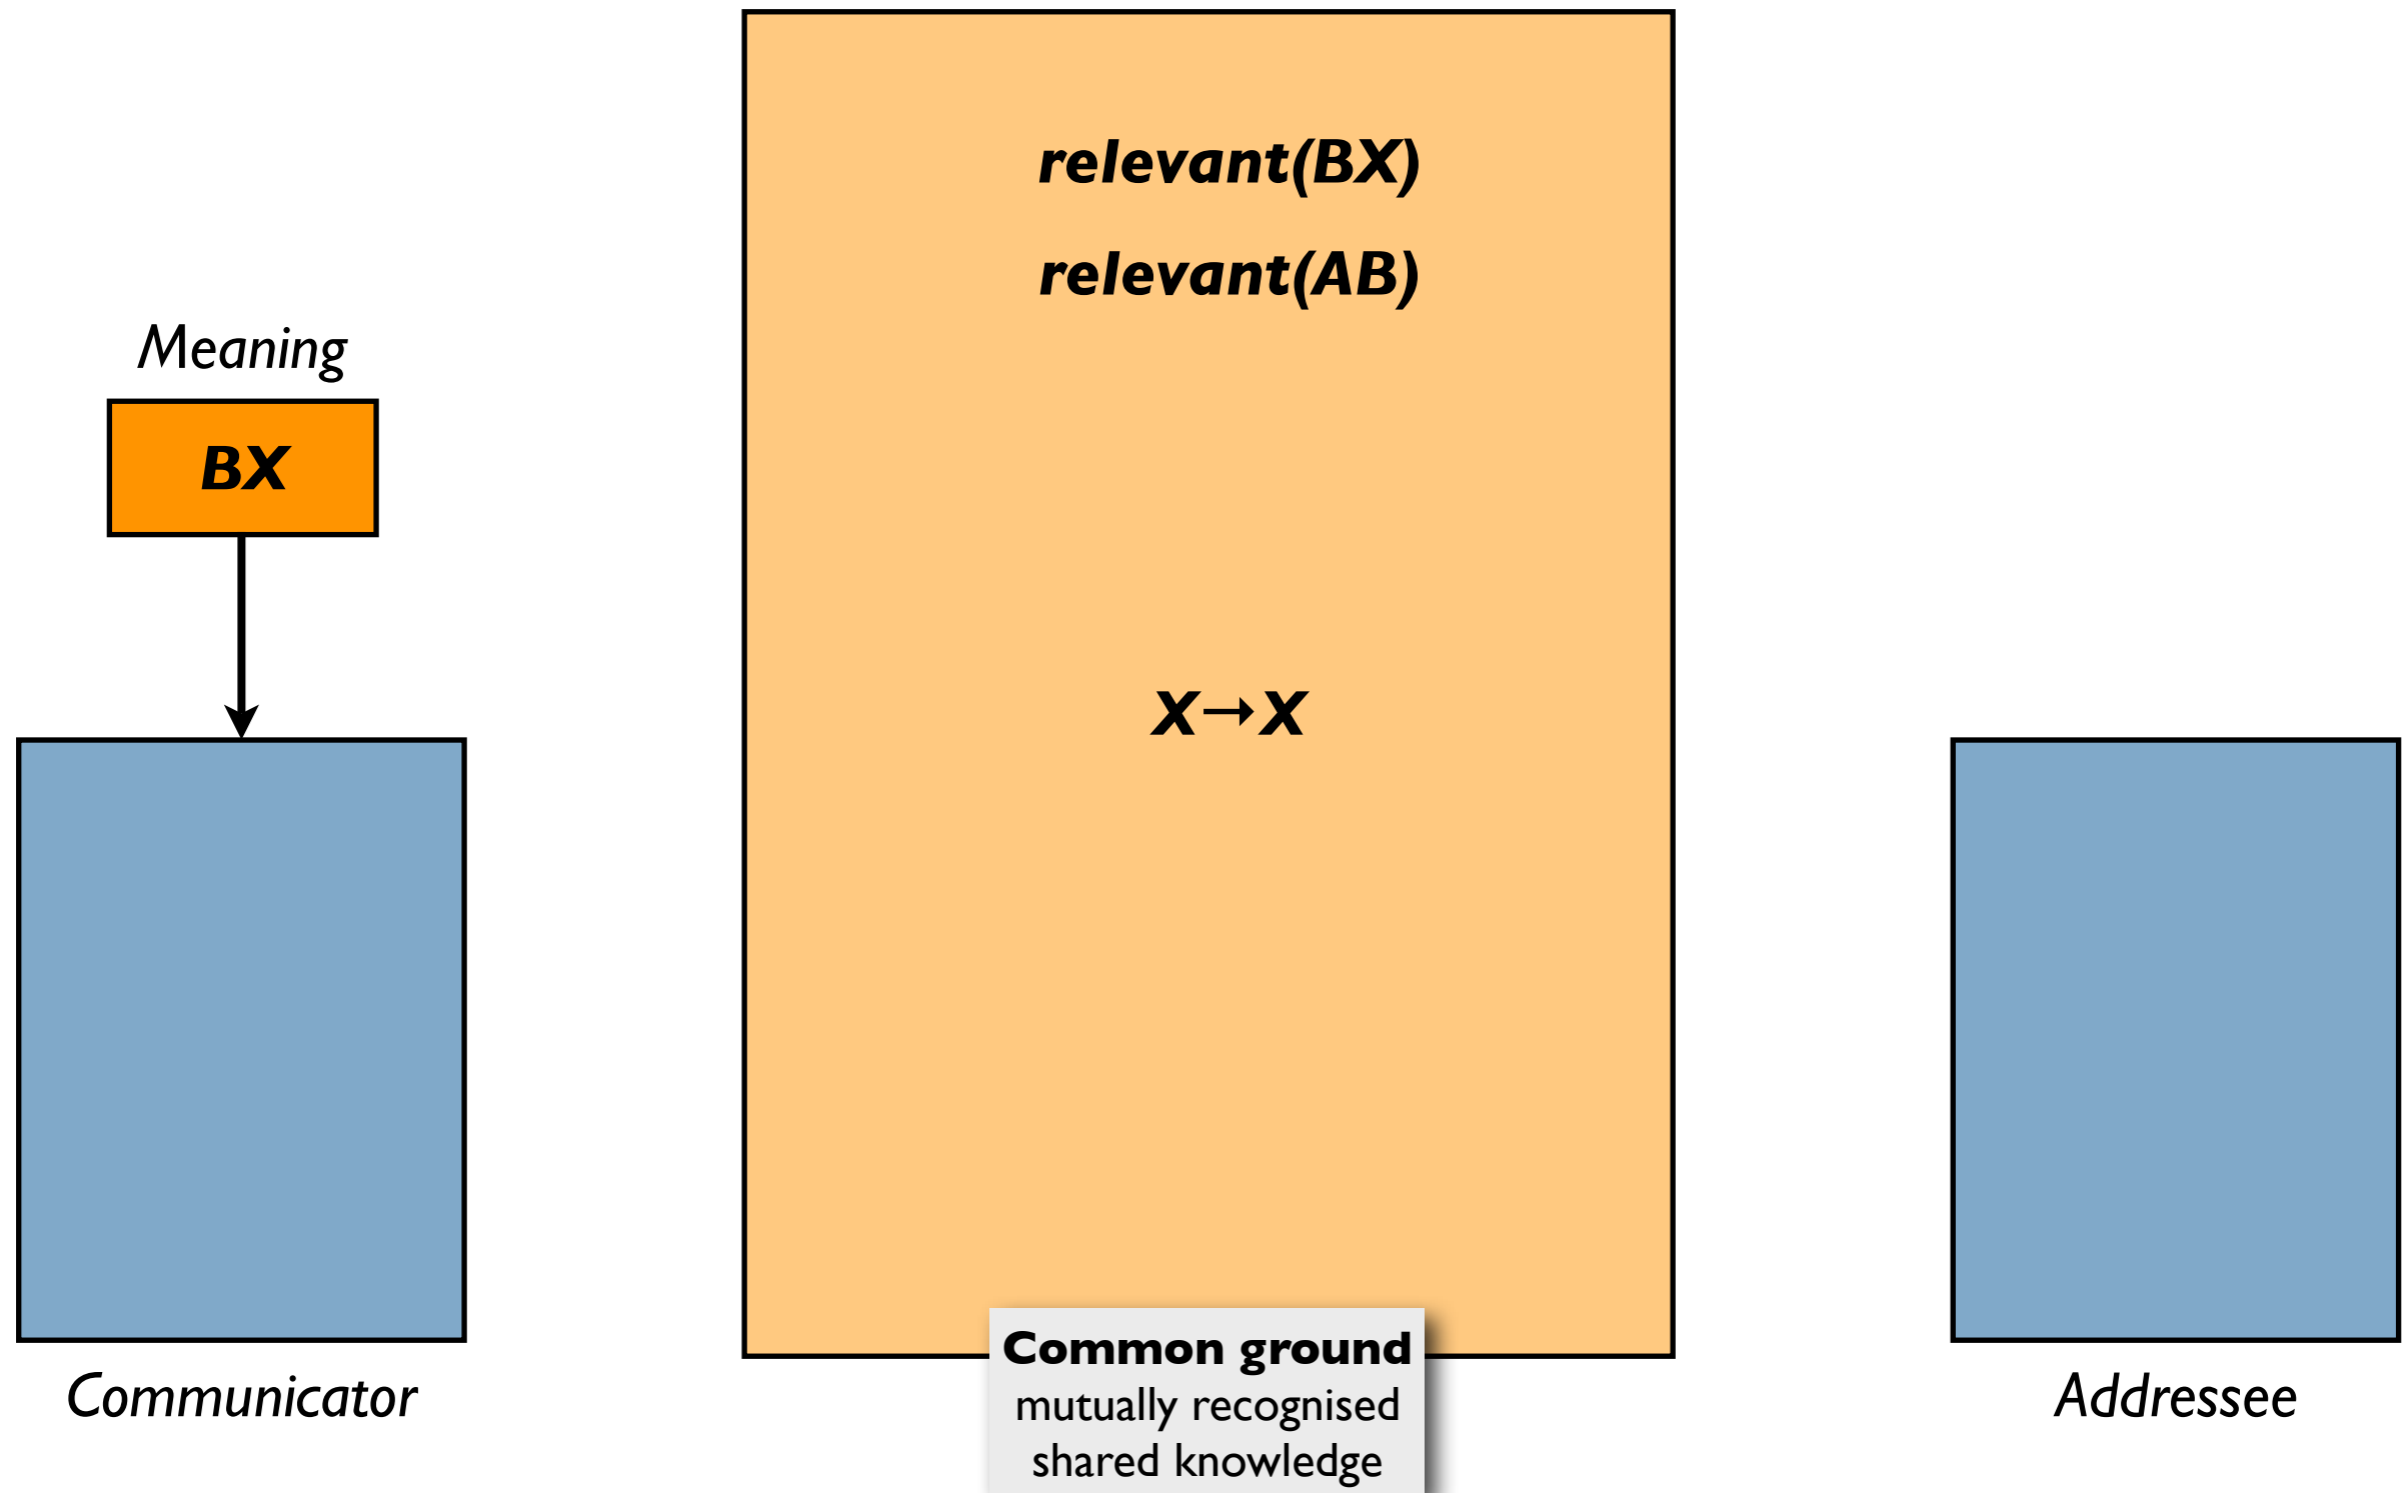 relevant(BX)
relevant(AB)
Meaning
BX
X→X
Common ground
mutually recognised
shared knowledge
Communicator
Addressee